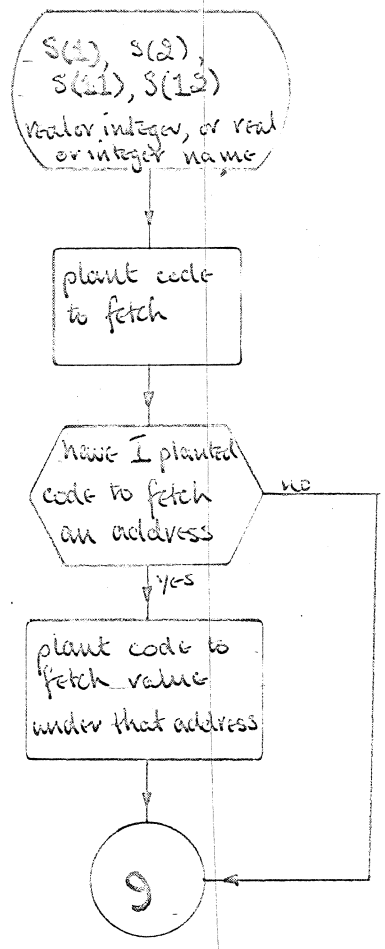 S(1), S(2),
S(11), S(12)
real or integer, or real
or integer name
plant code
to fetch
have I planted
code to fetch
an address
no
yes
plant code to
fetch value
under that address
9